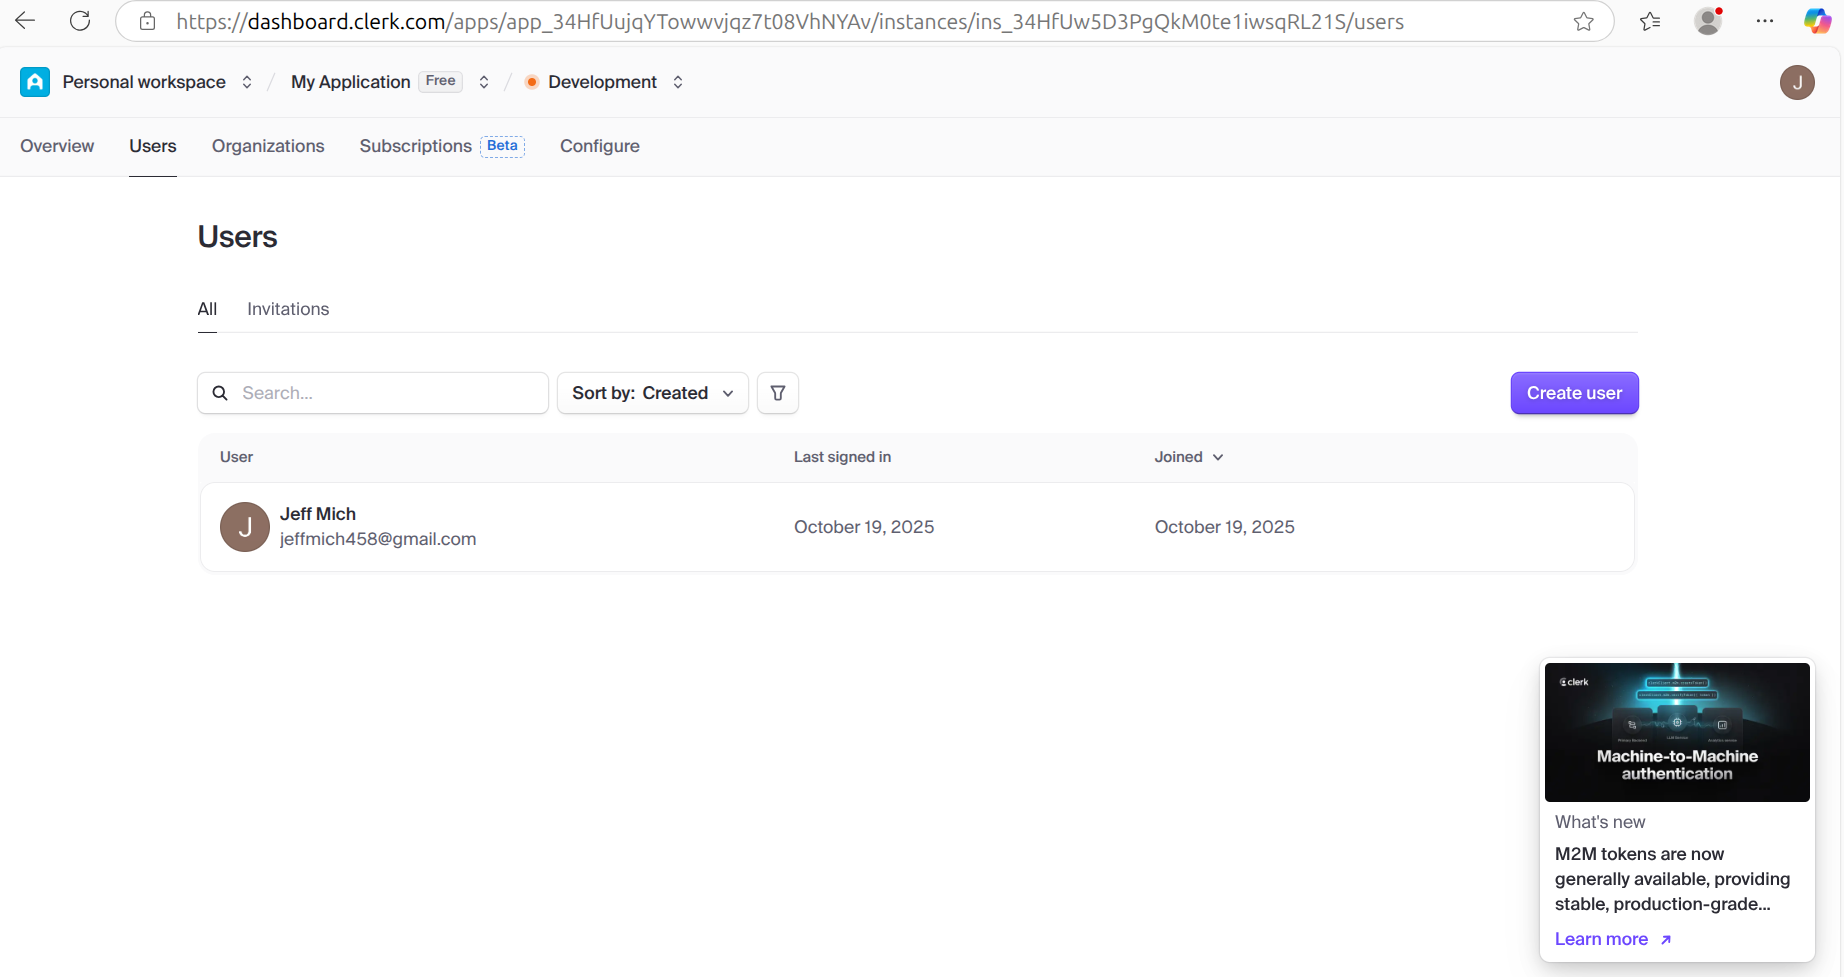 https://dashboard.clerk.com/apps/app_34HfUujqYTowwvjqz7t08VhNYAv/instances/ins_34HfUw5D3PgQkM0te1iwsqRL21S/users
Personal workspace / My Application Free / Development J
Overview Users Organizations Subscriptions Beta Configure
Users
All Invitations
Search... Sort by: Created Create user
User Last signed in Joined
J Jeff Mich
jeffmich458@gmail.com October 19, 2025 October 19, 2025
clerk
Machine-to-Machine
authentication
What's new
M2M tokens are now
generally available, providing
stable, production-grade...
Learn more